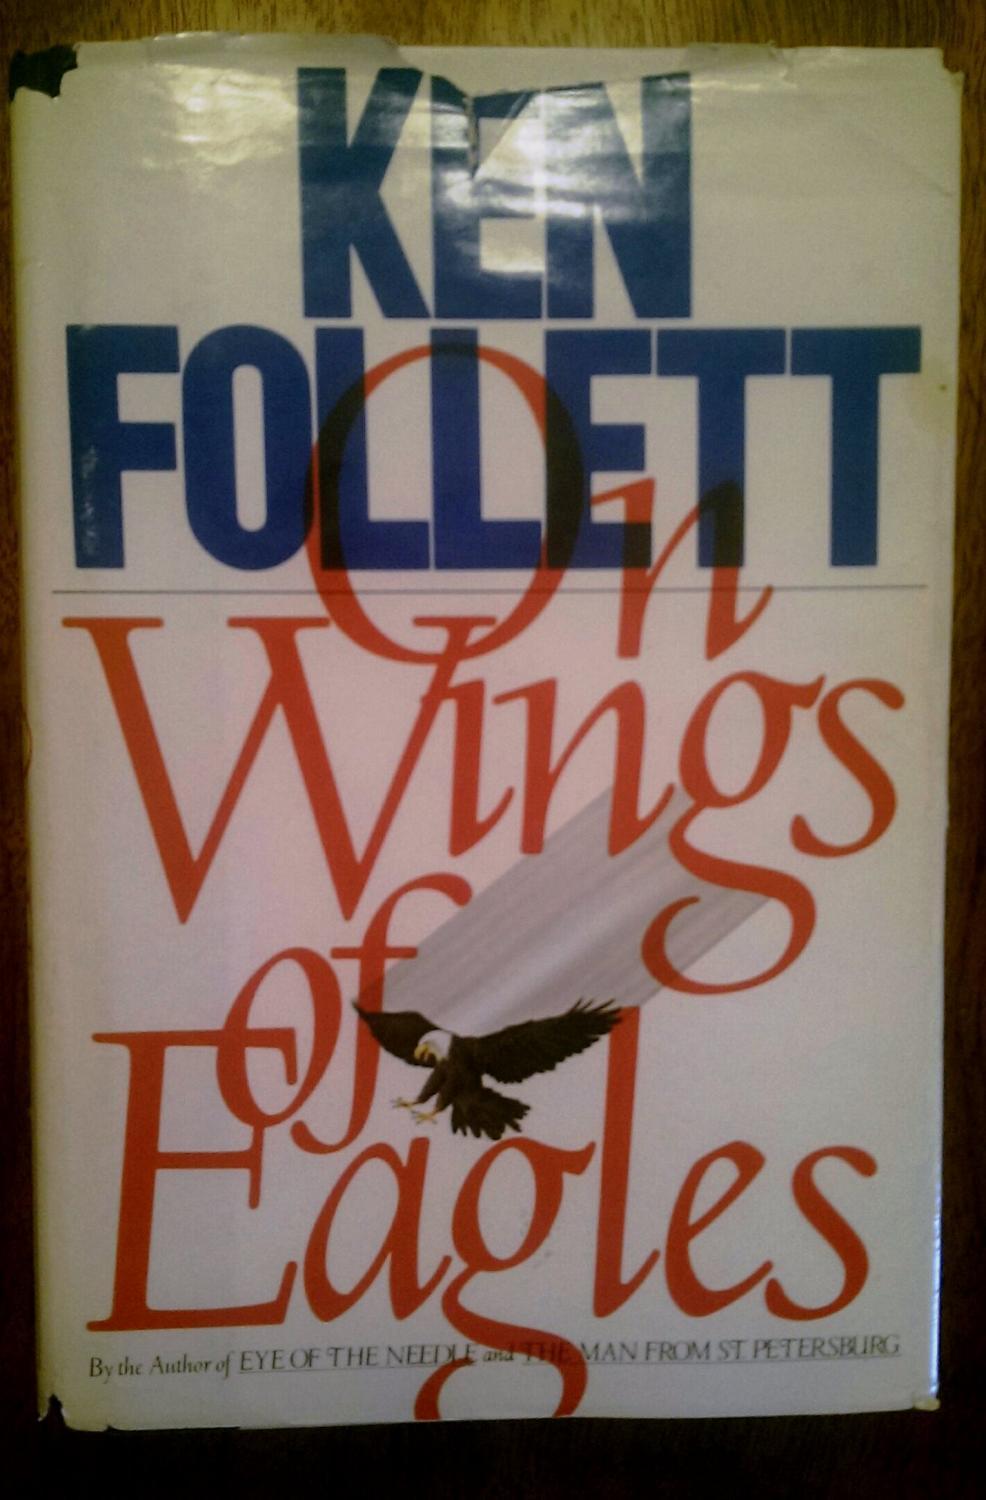 KEN
FOLLETT
On
Wings
of
Eagles
By the Author of EYE OF THE NEEDLE and THE MAN FROM ST. PETERSBURG